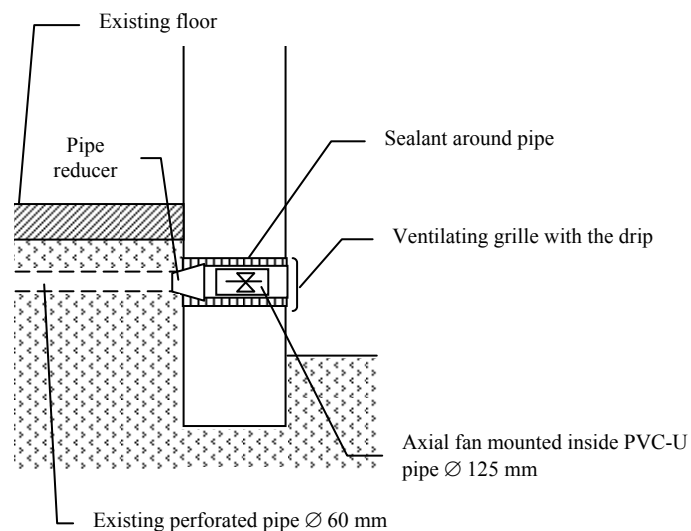 Existing floor
Pipe
reducer
Sealant around pipe
Ventilating grille with the drip
Axial fan mounted inside PVC-U
pipe ∅ 125 mm
Existing perforated pipe ∅ 60 mm